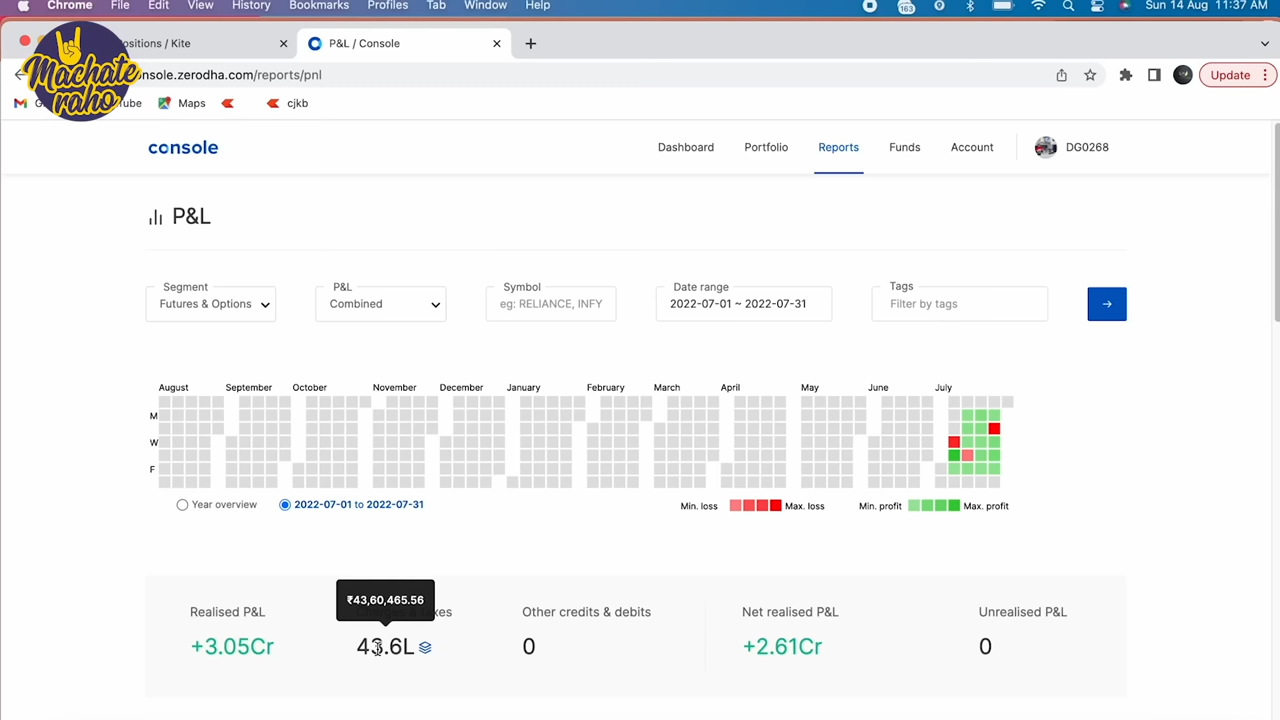 Chrome File Edit View History Bookmarks Profiles Tab Window Help 163 Sun 14 Aug 11:37 AM
Machate raho
ositions / Kite
P&L / Console
nsole.zerodha.com/reports/pnl
Update
Maps
cjkb
console
Dashboard Portfolio Reports Funds Account DG0268
P&L
Segment P&L Symbol Date range Tags
Futures & Options Combined eg: RELIANCE, INFY 2022-07-01 ~ 2022-07-31 Filter by tags
August September October November December January February March April May June July
M
W
F
Year overview 2022-07-01 to 2022-07-31 Min. loss Max. loss Min. profit Max. profit
₹43,60,465.56
Realised P&L xes Other credits & debits Net realised P&L Unrealised P&L
+3.05Cr 43.6L 0 +2.61Cr 0